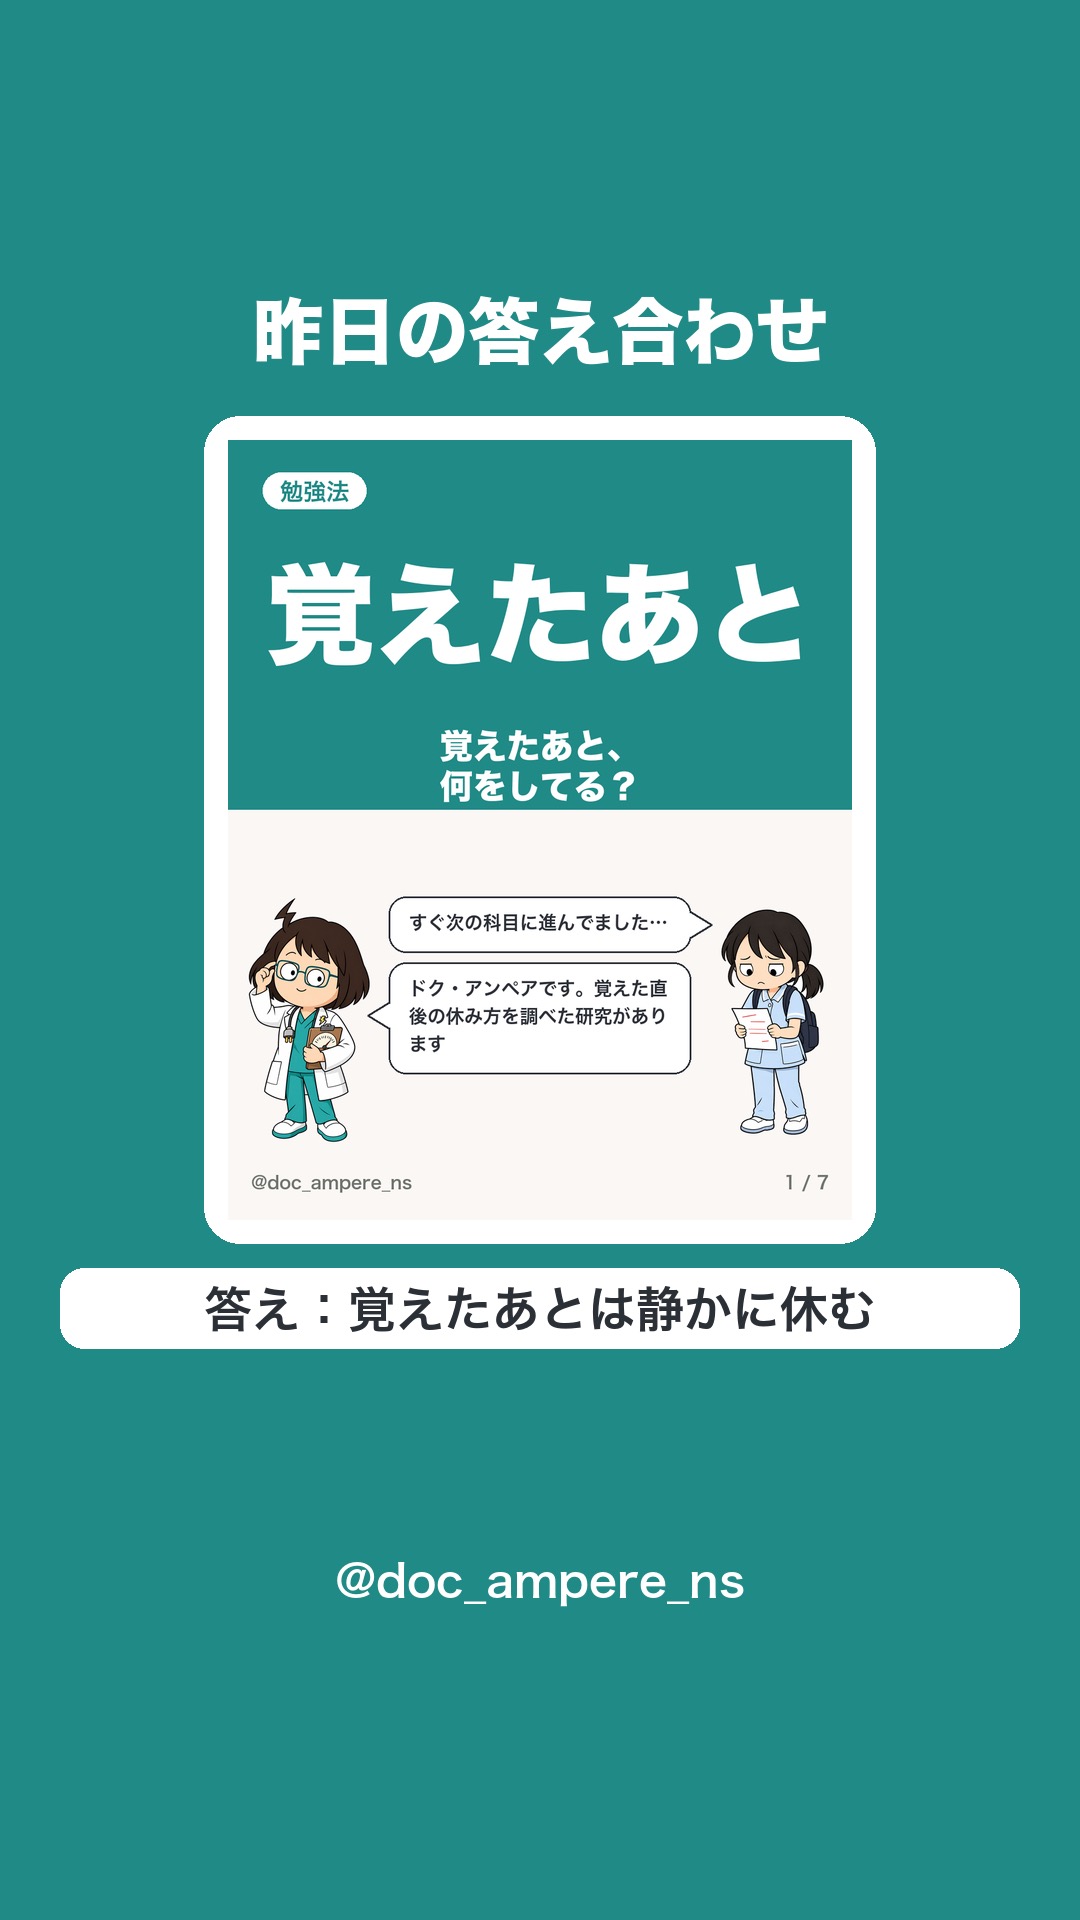 昨日の答え合わせ
勉強法
覚えたあと
覚えたあと、
何をしてる？
すぐ次の科目に進んでました…
ドク・アンペアです。覚えた直
後の休み方を調べた研究があり
ます
@doc_ampere_ns
1 / 7
答え：覚えたあとは静かに休む
@doc_ampere_ns